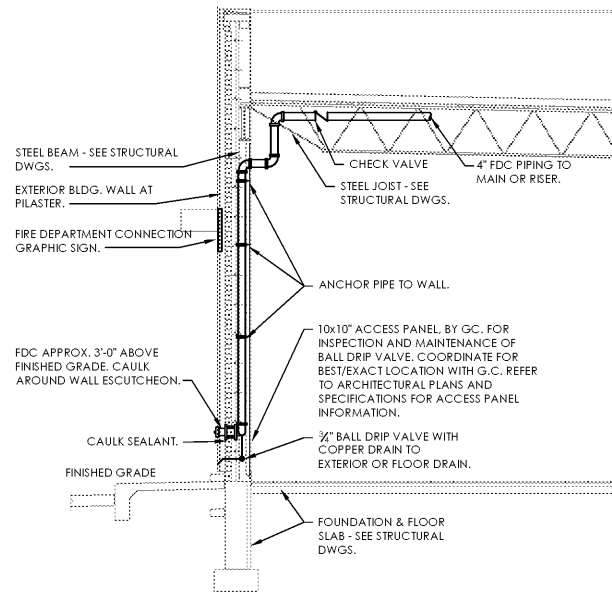 STEEL BEAM - SEE STRUCTURAL
DWGS.
EXTERIOR BLDG. WALL AT
PILASTER.
FIRE DEPARTMENT CONNECTION
GRAPHIC SIGN.
FDC APPROX. 3'-0" ABOVE
FINISHED GRADE. CAULK
AROUND WALL ESCUTCHEON.
CAULK SEALANT.
FINISHED GRADE
CHECK VALVE
STEEL JOIST - SEE
STRUCTURAL DWGS.
4" FDC PIPING TO
MAIN OR RISER.
ANCHOR PIPE TO WALL.
10x10" ACCESS PANEL, BY GC. FOR
INSPECTION AND MAINTENANCE OF
BALL DRIP VALVE. COORDINATE FOR
BEST/EXACT LOCATION WITH G.C. REFER
TO ARCHITECTURAL PLANS AND
SPECIFICATIONS FOR ACCESS PANEL
INFORMATION.
¾" BALL DRIP VALVE WITH
COPPER DRAIN TO
EXTERIOR OR FLOOR DRAIN.
FOUNDATION & FLOOR
SLAB - SEE STRUCTURAL
DWGS.